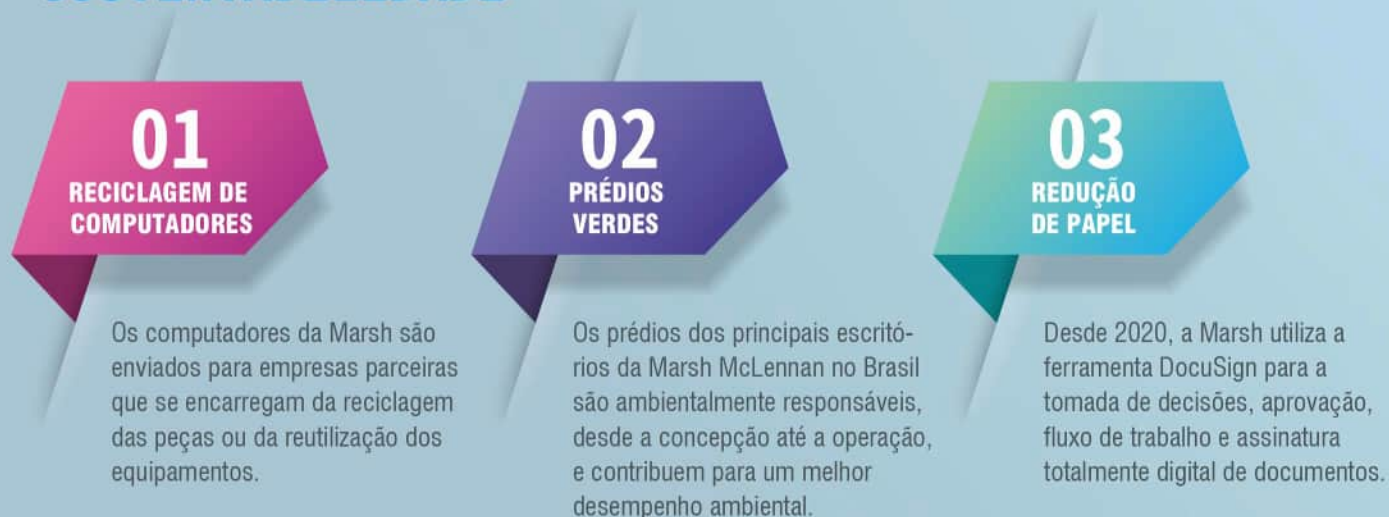 01
RECICLAGEM DE
COMPUTADORES
Os computadores da Marsh são
enviados para empresas parceiras
que se encarregam da reciclagem
das peças ou da reutilização dos
equipamentos.
02
PRÉDIOS
VERDES
Os prédios dos principais escritó-
rios da Marsh McLennan no Brasil
são ambientalmente responsáveis,
desde a concepção até a operação,
e contribuem para um melhor
desempenho ambiental.
03
REDUÇÃO
DE PAPEL
Desde 2020, a Marsh utiliza a
ferramenta DocuSign para a
tomada de decisões, aprovação,
fluxo de trabalho e assinatura
totalmente digital de documentos.